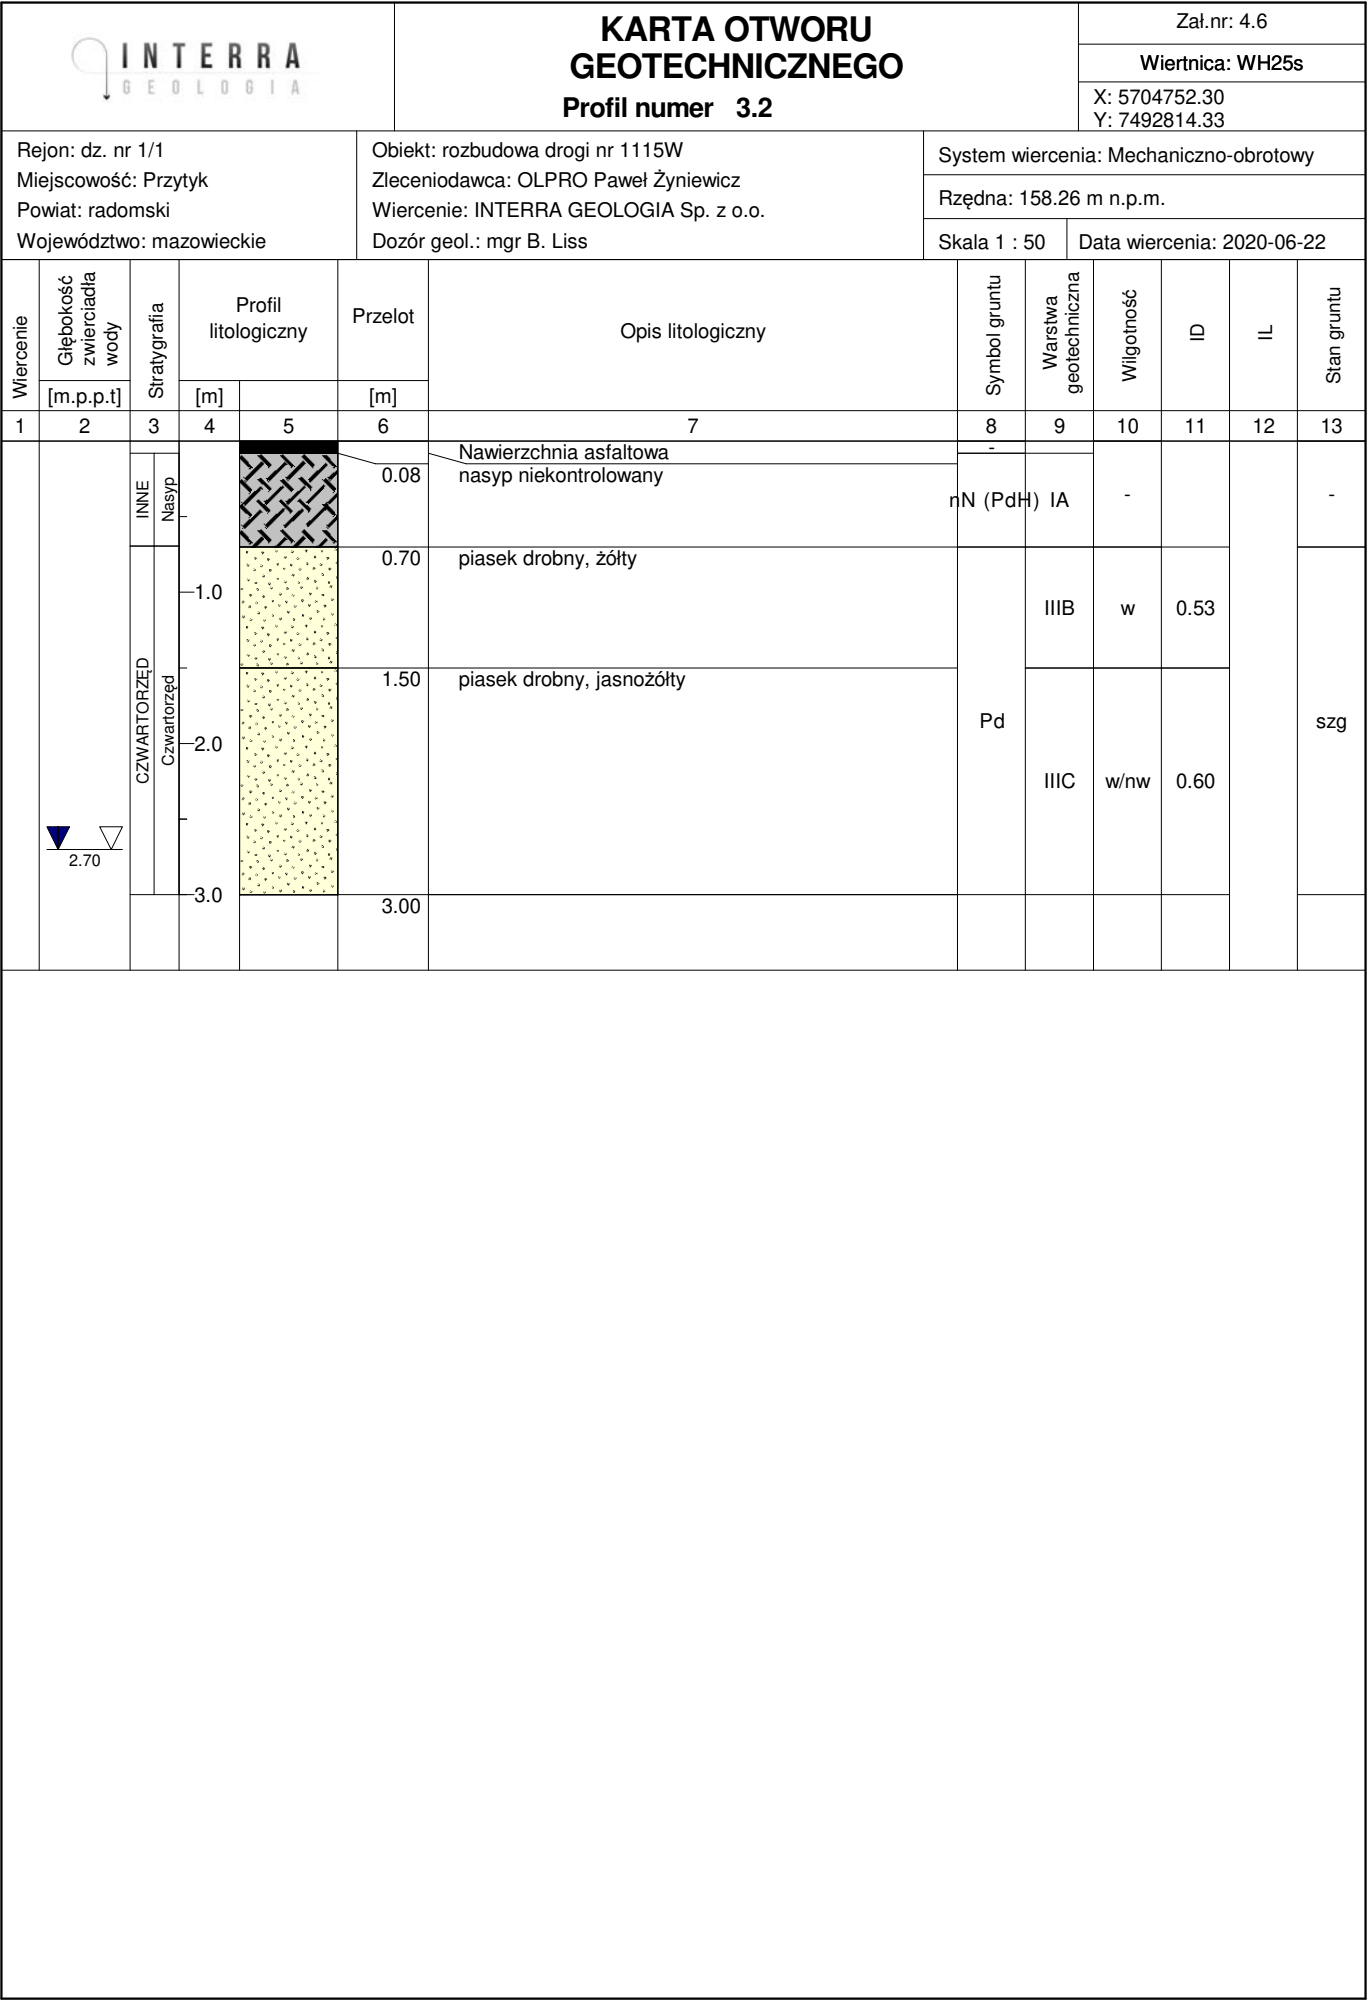 INTERRA
GEOLOGIA
KARTA OTWORU
GEOTECHNICZNEGO
Profil numer 3.2
Zał.nr: 4.6
Wiertnica: WH25s
X: 5704752.30
Y: 7492814.33
Rejon: dz. nr 1/1
Miejscowość: Przytyk
Powiat: radomski
Województwo: mazowieckie
Obiekt: rozbudowa drogi nr 1115W
Zleceniodawca: OLPRO Paweł Żyniewicz
Wiercenie: INTERRA GEOLOGIA Sp. z o.o.
Dozór geol.: mgr B. Liss
System wiercenia: Mechaniczno-obrotowy
Rzędna: 158.26 m n.p.m.
Skala 1 : 50
Data wiercenia: 2020-06-22
Wiercenie
Głębokość
zwierciadła
wody
[m.p.p.t]
Stratygrafia
Profil
litologiczny
[m]
Przelot
[m]
Opis litologiczny
Symbol gruntu
Warstwa
geotechniczna
Wilgotność
ID
IL
Stan gruntu
1 2 3 4 5 6 7 8 9 10 11 12 13
Nawierzchnia asfaltowa
-
INNE
Nasyp
0.08 nasyp niekontrolowany
nN (PdH) IA - -
0.70 piasek drobny, żółty
1.0
IIIB w 0.53
CZWARTORZĘD
Czwartorzęd
1.50 piasek drobny, jasnożółty
Pd
szg
2.0
IIIC w/nw 0.60
2.70
3.0
3.00